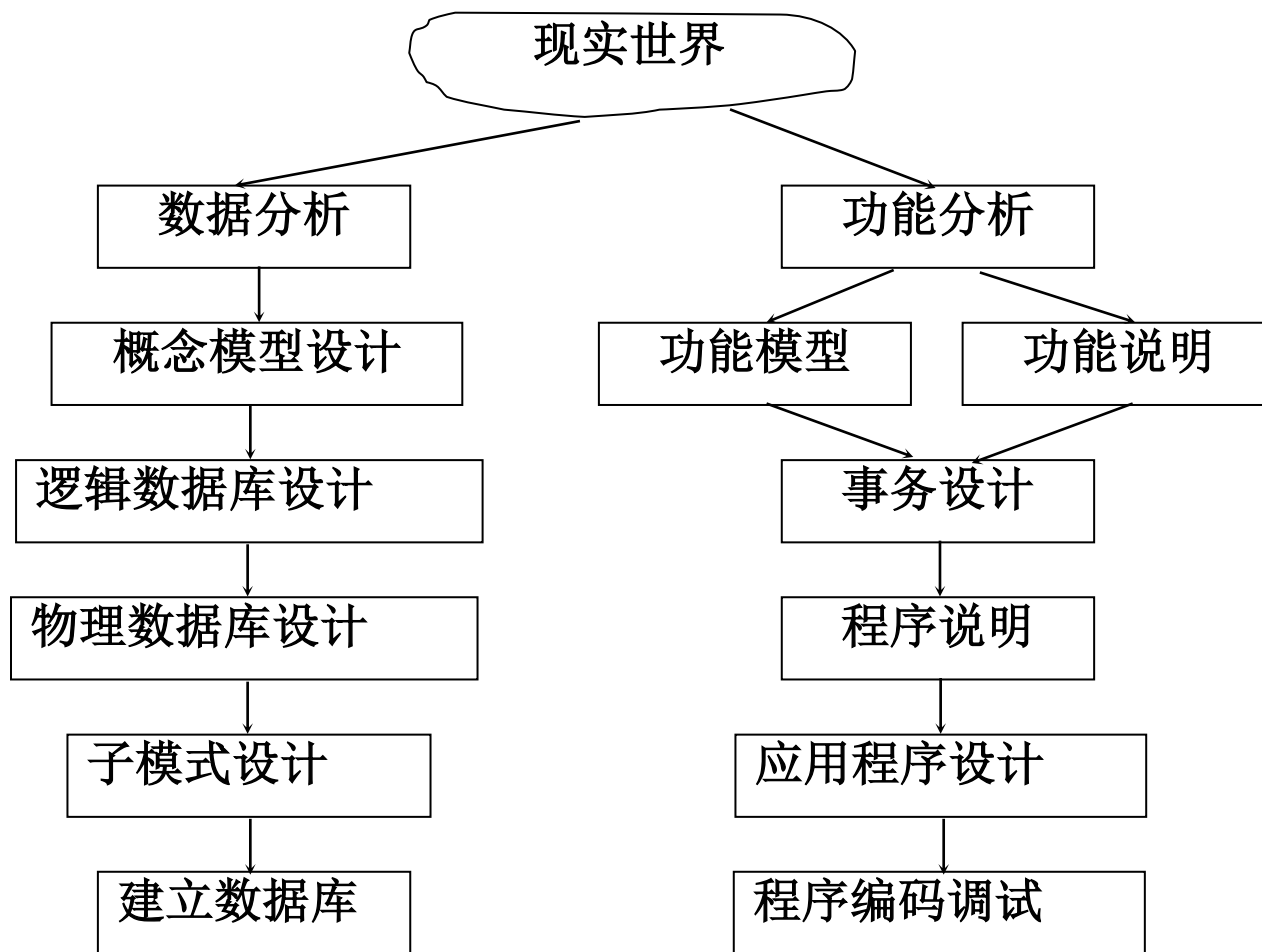 现实世界
数据分析
功能分析
概念模型设计
功能模型
功能说明
逻辑数据库设计
事务设计
物理数据库设计
程序说明
子模式设计
应用程序设计
建立数据库
程序编码调试